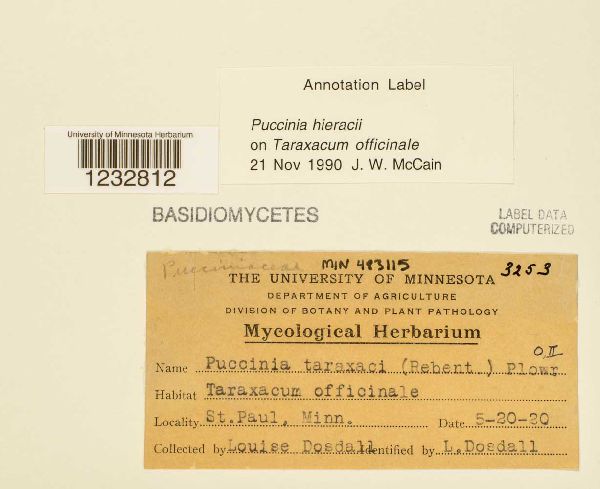 Annotation Label
Puccinia hieracii
on Taraxacum officinale
21 Nov 1990 J. W. McCain
University of Minnesota Herbarium
1232812
BASIDIOMYCETES
LABEL DATA
COMPUTERIZED
Pucciniaceae
MIN 483115
3253
THE UNIVERSITY OF MINNESOTA
DEPARTMENT OF AGRICULTURE
DIVISION OF BOTANY AND PLANT PATHOLOGY
Mycological Herbarium
O II
Name Puccinia taraxaci (Rebent.) Plowr
Habitat Taraxacum officinale
Locality St.Paul, Minn. Date 5-20-20
Collected by Louise Dosdall Identified by L.Dosdall